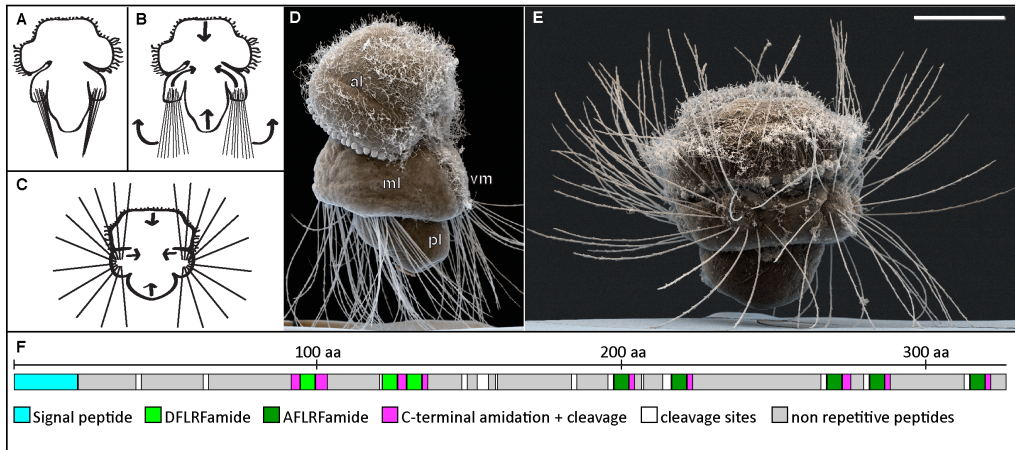 A
B
C
D
al
ml
vm
pl
E
F
100 aa
200 aa
300 aa
Signal peptide
DFLRFamide
AFLRFamide
C-terminal amidation + cleavage
cleavage sites
non repetitive peptides